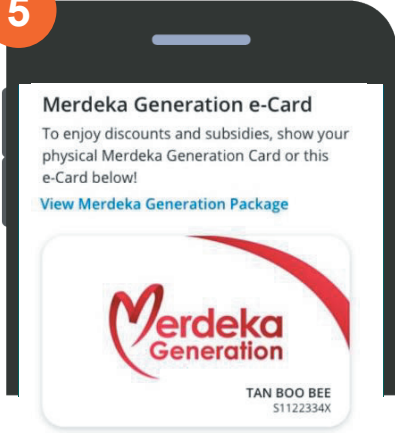 5
Merdeka Generation e-Card
To enjoy discounts and subsidies, show your
physical Merdeka Generation Card or this
e-Card below!
View Merdeka Generation Package
Merdeka
Generation
TAN BOO BEE
S1122334X